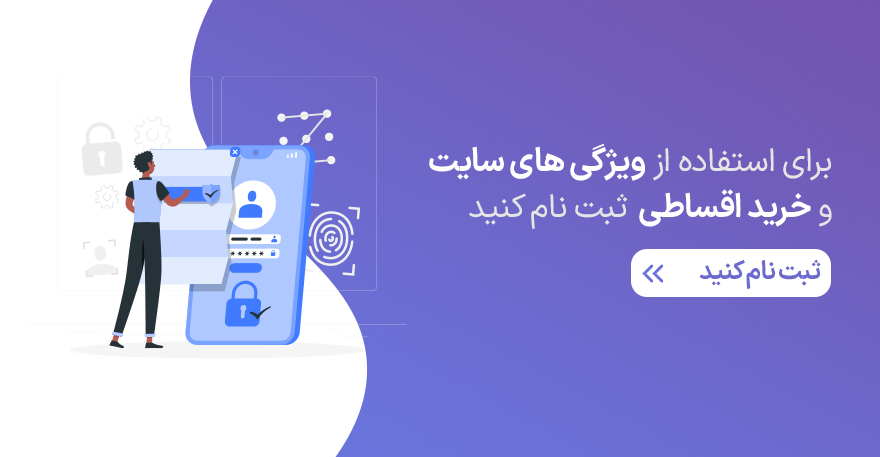 برای استفاده از ویژگی های سایت
و خرید اقساطی ثبت نام کنید
ثبت نام کنید